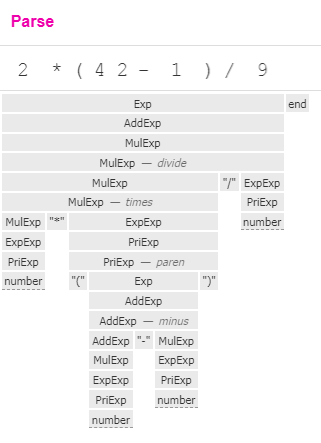 Parse
2 * ( 4 2 - 1 ) / 9
Exp end
AddExp
MulExp
MulExp — divide
MulExp "/" ExpExp
MulExp — times PriExp
MulExp "*" ExpExp number
ExpExp PriExp
PriExp PriExp — paren
number "(" Exp ")"
AddExp
AddExp — minus
AddExp "-" MulExp
MulExp ExpExp
ExpExp PriExp
PriExp number
number